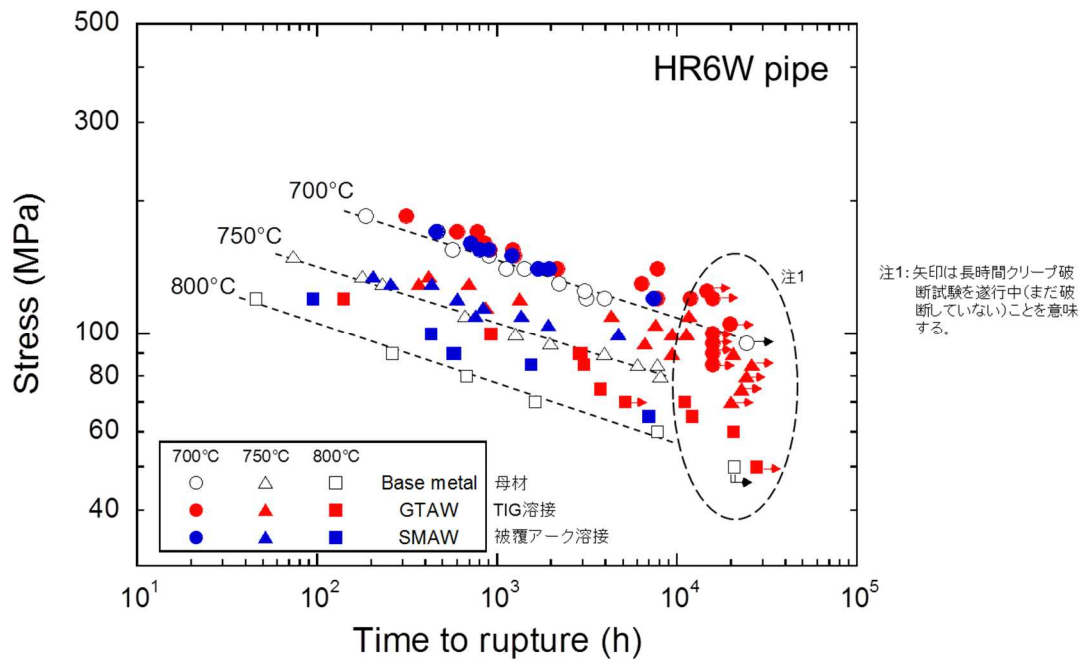 500
300
100
80
60
40
Stress (MPa)
HR6W pipe
700°C
750°C
800°C
注1
注1：矢印は長時間クリープ破
断試験を遂行中（まだ破
断していない）ことを意味
する。
700°C 750°C 800°C
Base metal 母材
GTAW TIG溶接
SMAW 被覆アーク溶接
10¹ 10² 10³ 10⁴ 10⁵
Time to rupture (h)